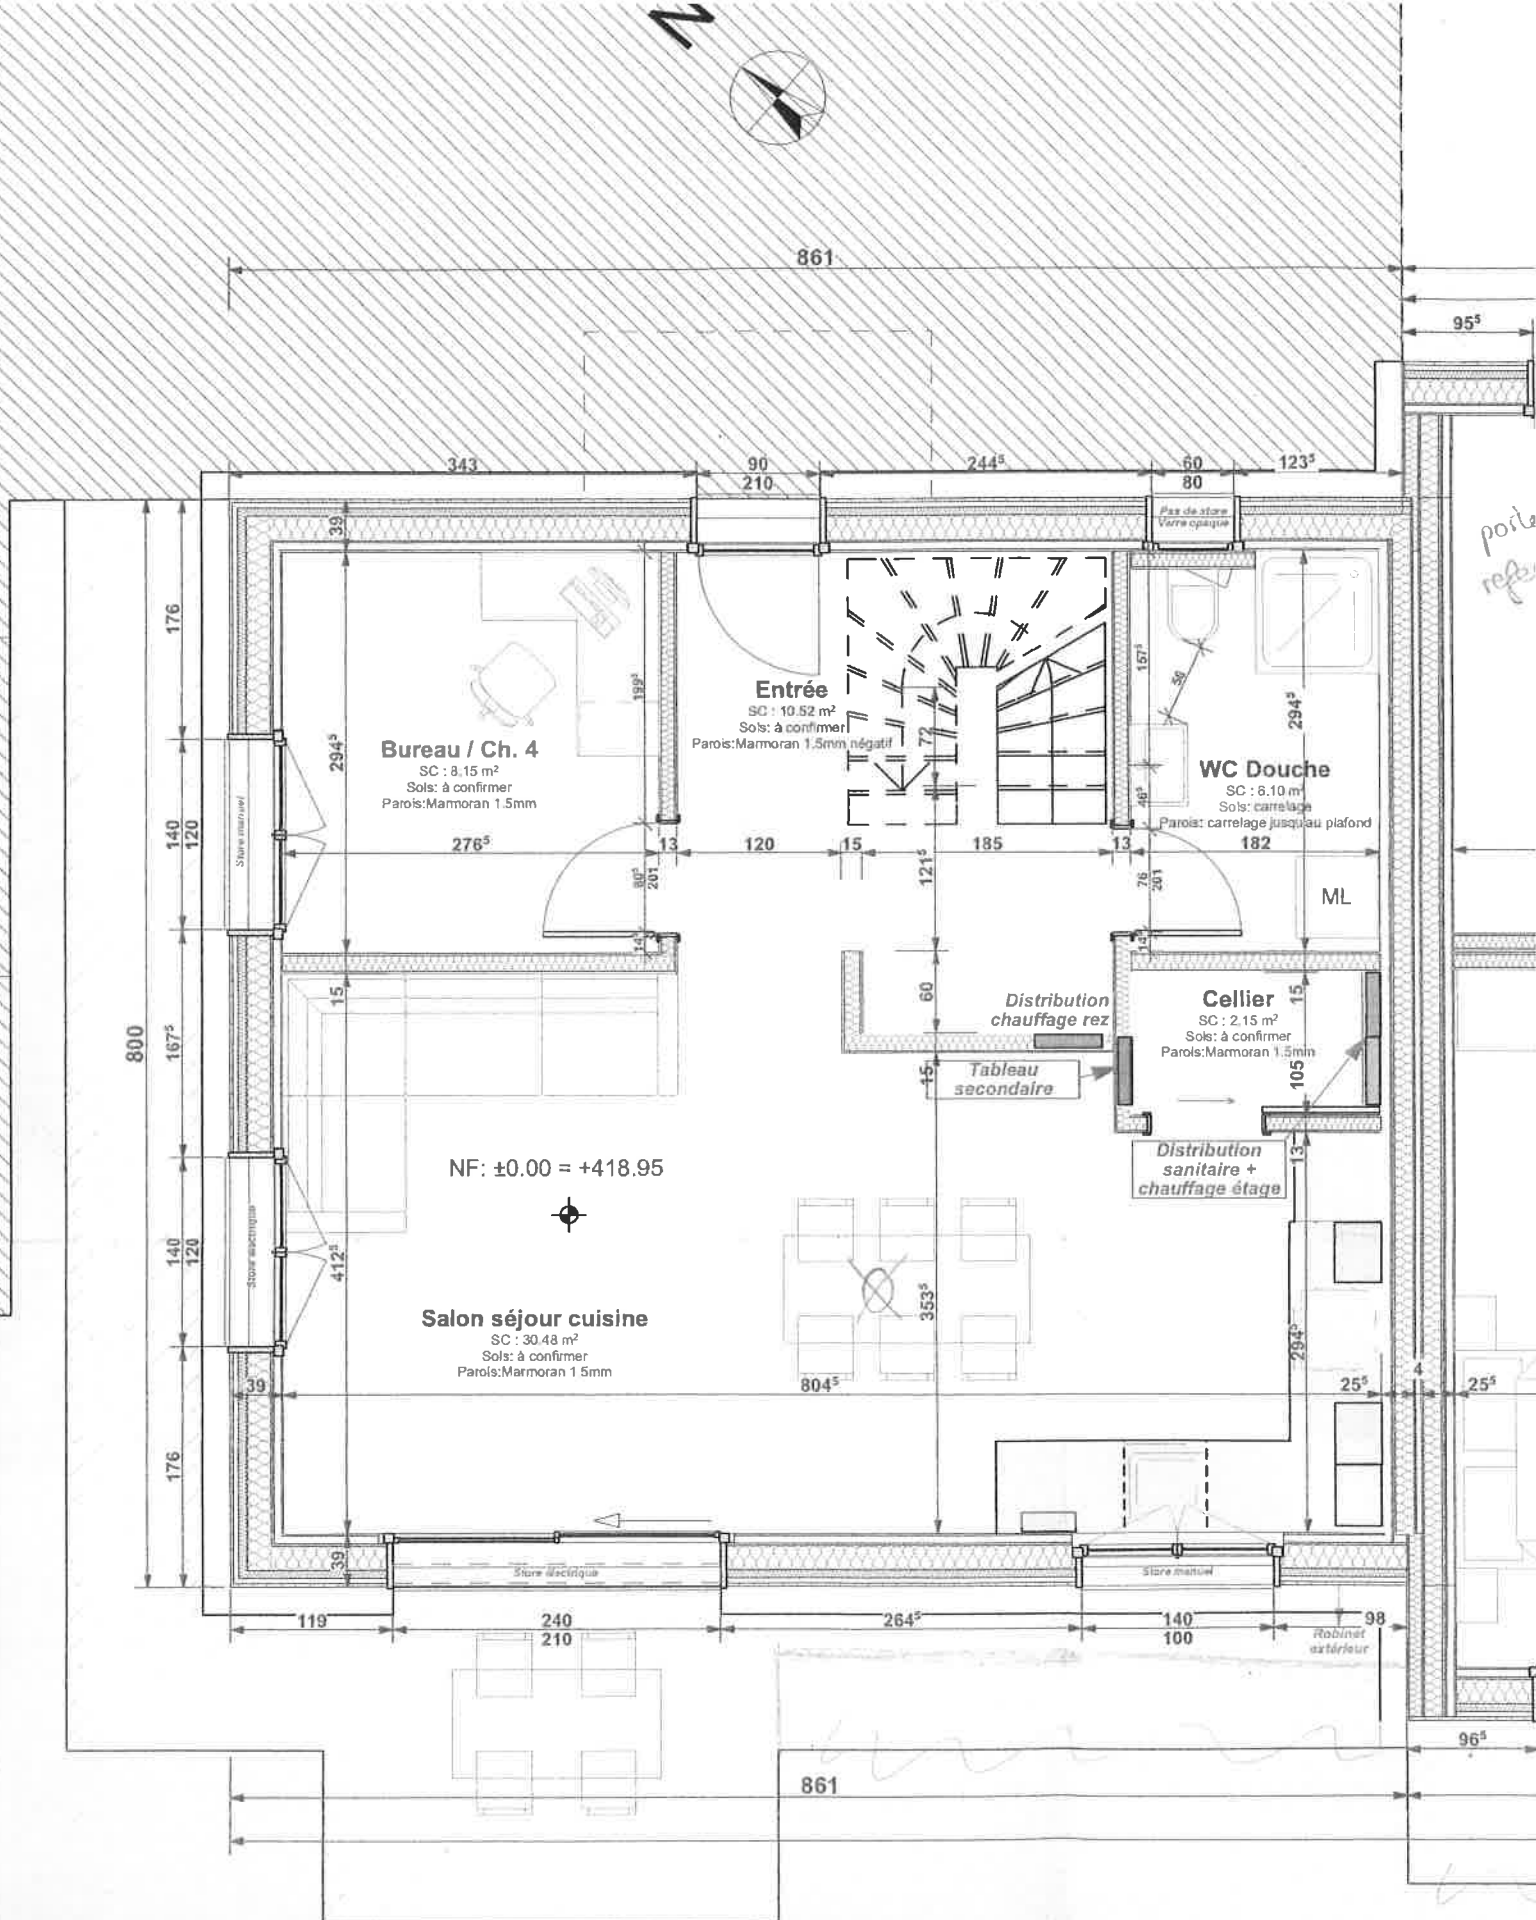 N
861
95⁵
343
90
210
244⁵
60
80
123⁵
Pas de store
Verre opaque
39
176
140
120
167⁵
140
120
176
800
Store manuel
Store électrique
294⁵
199⁵
Bureau / Ch. 4
SC : 8.15 m²
Sols: à confirmer
Parois:Marmoran 1.5mm
Entrée
SC : 10.52 m²
Sols: à confirmer
Parois:Marmoran 1.5mm négatif
72
157⁵
50
46⁵
294⁵
WC Douche
SC : 6.10 m²
Sols: carrelage
Parois: carrelage jusqu'au plafond
276⁵
13
120
15
185
13
182
80⁵
201
121⁵
76
201
ML
14
14
15
60
Distribution
chauffage rez
Cellier
SC : 2.15 m²
Sols: à confirmer
Parois:Marmoran 1.5mm
15
105
15
Tableau
secondaire
Distribution
sanitaire +
chauffage étage
13
NF: ±0.00 = +418.95
412⁵
353⁵
294⁵
Salon séjour cuisine
SC : 30.48 m²
Sols: à confirmer
Parois:Marmoran 1.5mm
39
804⁵
25⁵
4
25⁵
39
Store électrique
Store manuel
119
240
210
264⁵
140
100
98
Robinet
extérieur
96⁵
861